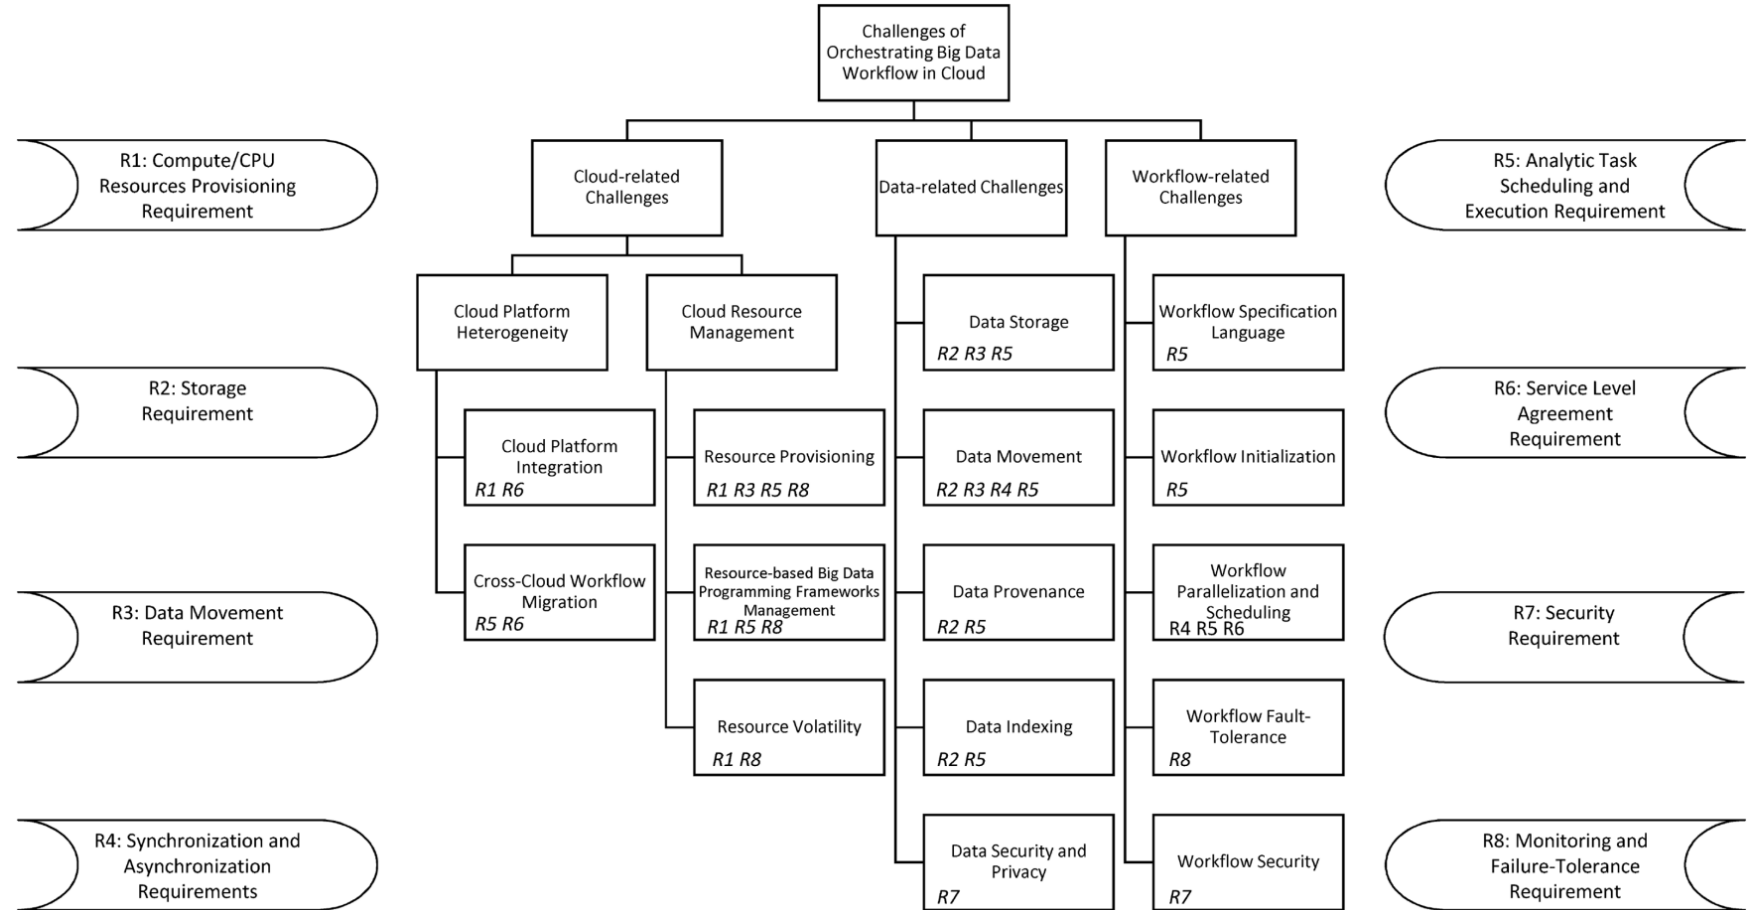 Challenges of
Orchestrating Big Data
Workflow in Cloud
R1: Compute/CPU
Resources Provisioning
Requirement
Cloud-related
Challenges
Data-related Challenges
Workflow-related
Challenges
R5: Analytic Task
Scheduling and
Execution Requirement
Cloud Platform
Heterogeneity
Cloud Resource
Management
Data Storage
R2 R3 R5
Workflow Specification
Language
R5
R2: Storage
Requirement
Cloud Platform
Integration
R1 R6
Resource Provisioning
R1 R3 R5 R8
Data Movement
R2 R3 R4 R5
Workflow Initialization
R5
R6: Service Level
Agreement
Requirement
R3: Data Movement
Requirement
Cross-Cloud Workflow
Migration
R5 R6
Resource-based Big Data
Programming Frameworks
Management
R1 R5 R8
Data Provenance
R2 R5
Workflow
Parallelization and
Scheduling
R4 R5 R6
R7: Security
Requirement
Resource Volatility
R1 R8
Data Indexing
R2 R5
Workflow Fault-
Tolerance
R8
R4: Synchronization and
Asynchronization
Requirements
Data Security and
Privacy
R7
Workflow Security
R7
R8: Monitoring and
Failure-Tolerance
Requirement